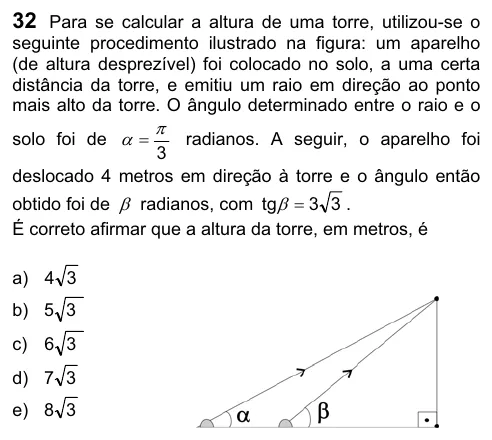 32 Para se calcular a altura de uma torre, utilizou-se o
seguinte procedimento ilustrado na figura: um aparelho
(de altura desprezível) foi colocado no solo, a uma certa
distância da torre, e emitiu um raio em direção ao ponto
mais alto da torre. O ângulo determinado entre o raio e o
solo foi de α = π/3 radianos. A seguir, o aparelho foi
deslocado 4 metros em direção à torre e o ângulo então
obtido foi de β radianos, com tgβ = 3√3 .
É correto afirmar que a altura da torre, em metros, é
a) 4√3
b) 5√3
c) 6√3
d) 7√3
e) 8√3
α β